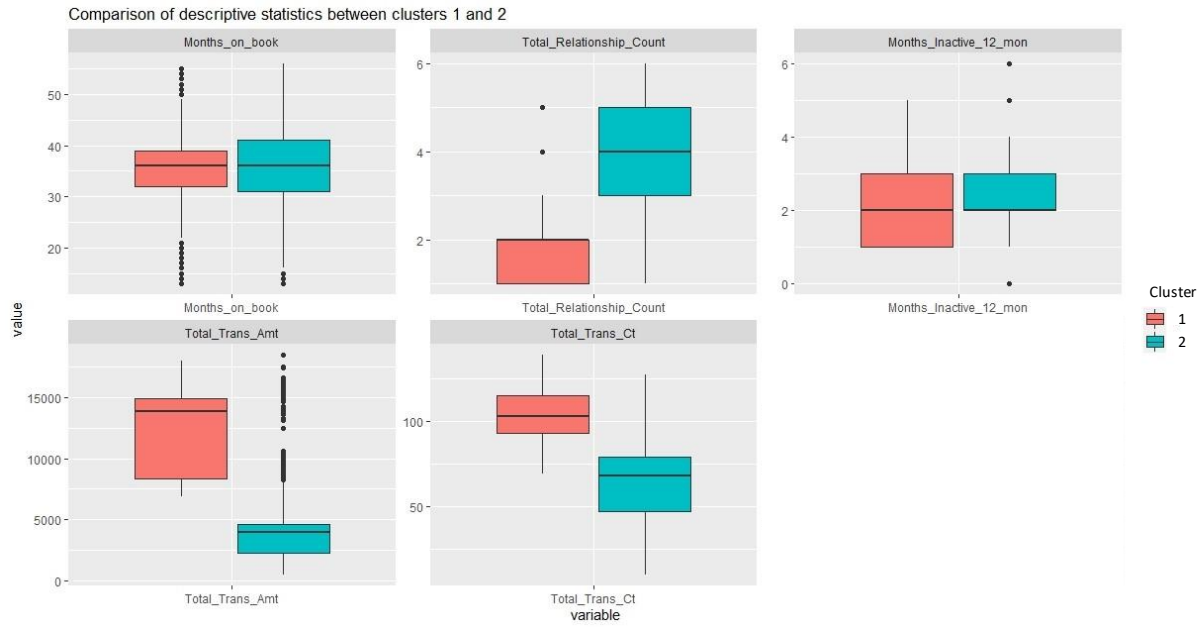 Comparison of descriptive statistics between clusters 1 and 2
Months_on_book
Total_Relationship_Count
Months_Inactive_12_mon
50
40
30
20
6
4
2
6
4
2
0
Months_on_book
Total_Relationship_Count
Months_Inactive_12_mon
value
Total_Trans_Amt
Total_Trans_Ct
15000
10000
5000
0
100
50
Total_Trans_Amt
Total_Trans_Ct
variable
Cluster
1
2